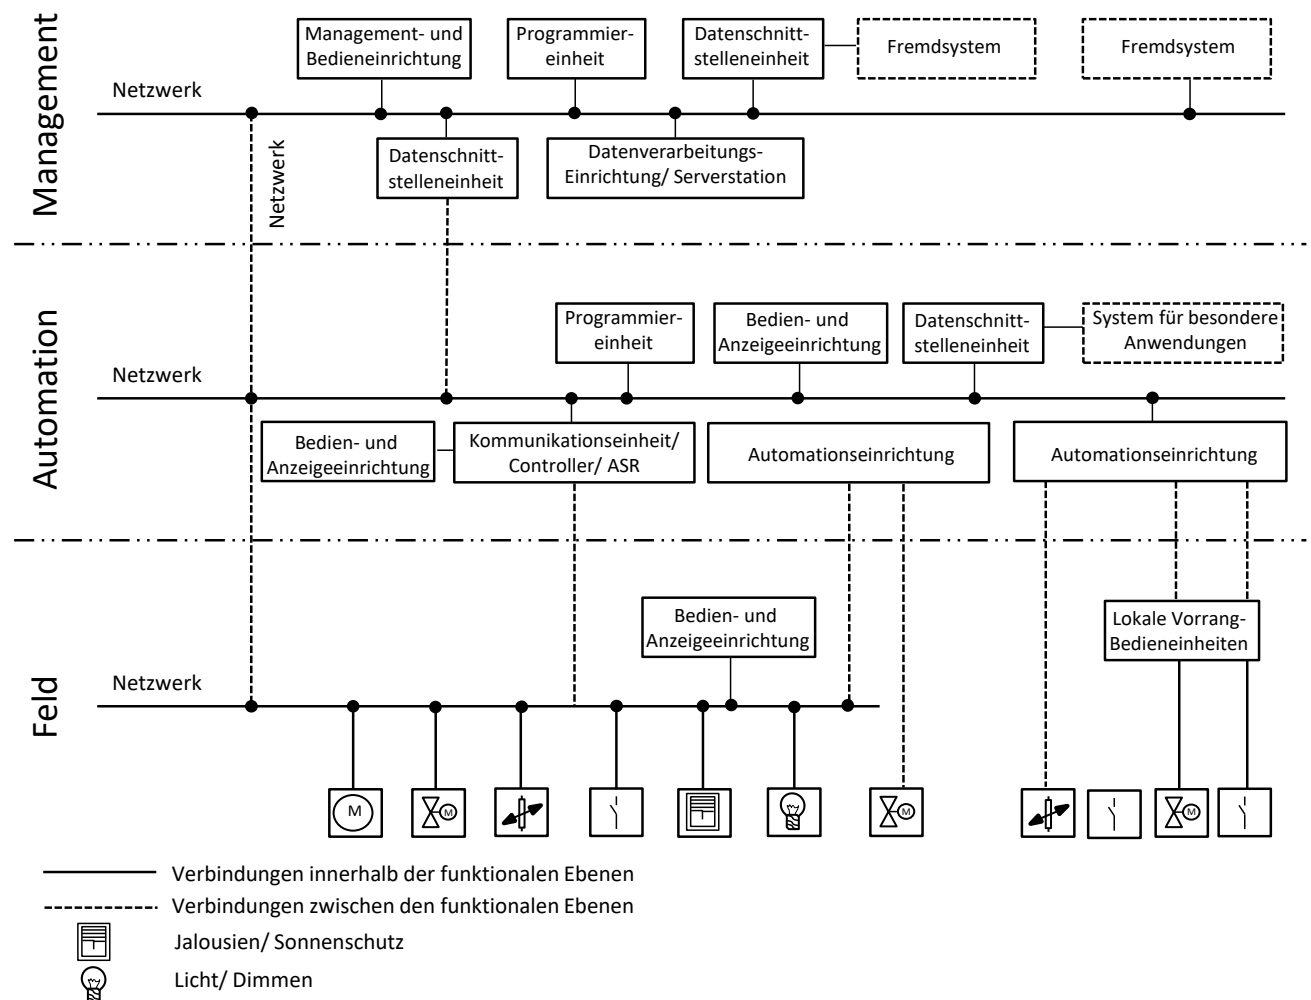 Management
Management- und
Bedieneinrichtung
Programmier-
einheit
Datenschnitt-
stelleneinheit
Fremdsystem
Fremdsystem
Netzwerk
Netzwerk
Datenschnitt-
stelleneinheit
Datenverarbeitungs-
Einrichtung/ Serverstation
Automation
Programmier-
einheit
Bedien- und
Anzeigeeinrichtung
Datenschnitt-
stelleneinheit
System für besondere
Anwendungen
Netzwerk
Bedien- und
Anzeigeeinrichtung
Kommunikationseinheit/
Controller/ ASR
Automationseinrichtung
Automationseinrichtung
Feld
Bedien- und
Anzeigeeinrichtung
Lokale Vorrang-
Bedieneinheiten
Netzwerk
M
M
M
M
Verbindungen innerhalb der funktionalen Ebenen
Verbindungen zwischen den funktionalen Ebenen
Jalousien/ Sonnenschutz
Licht/ Dimmen